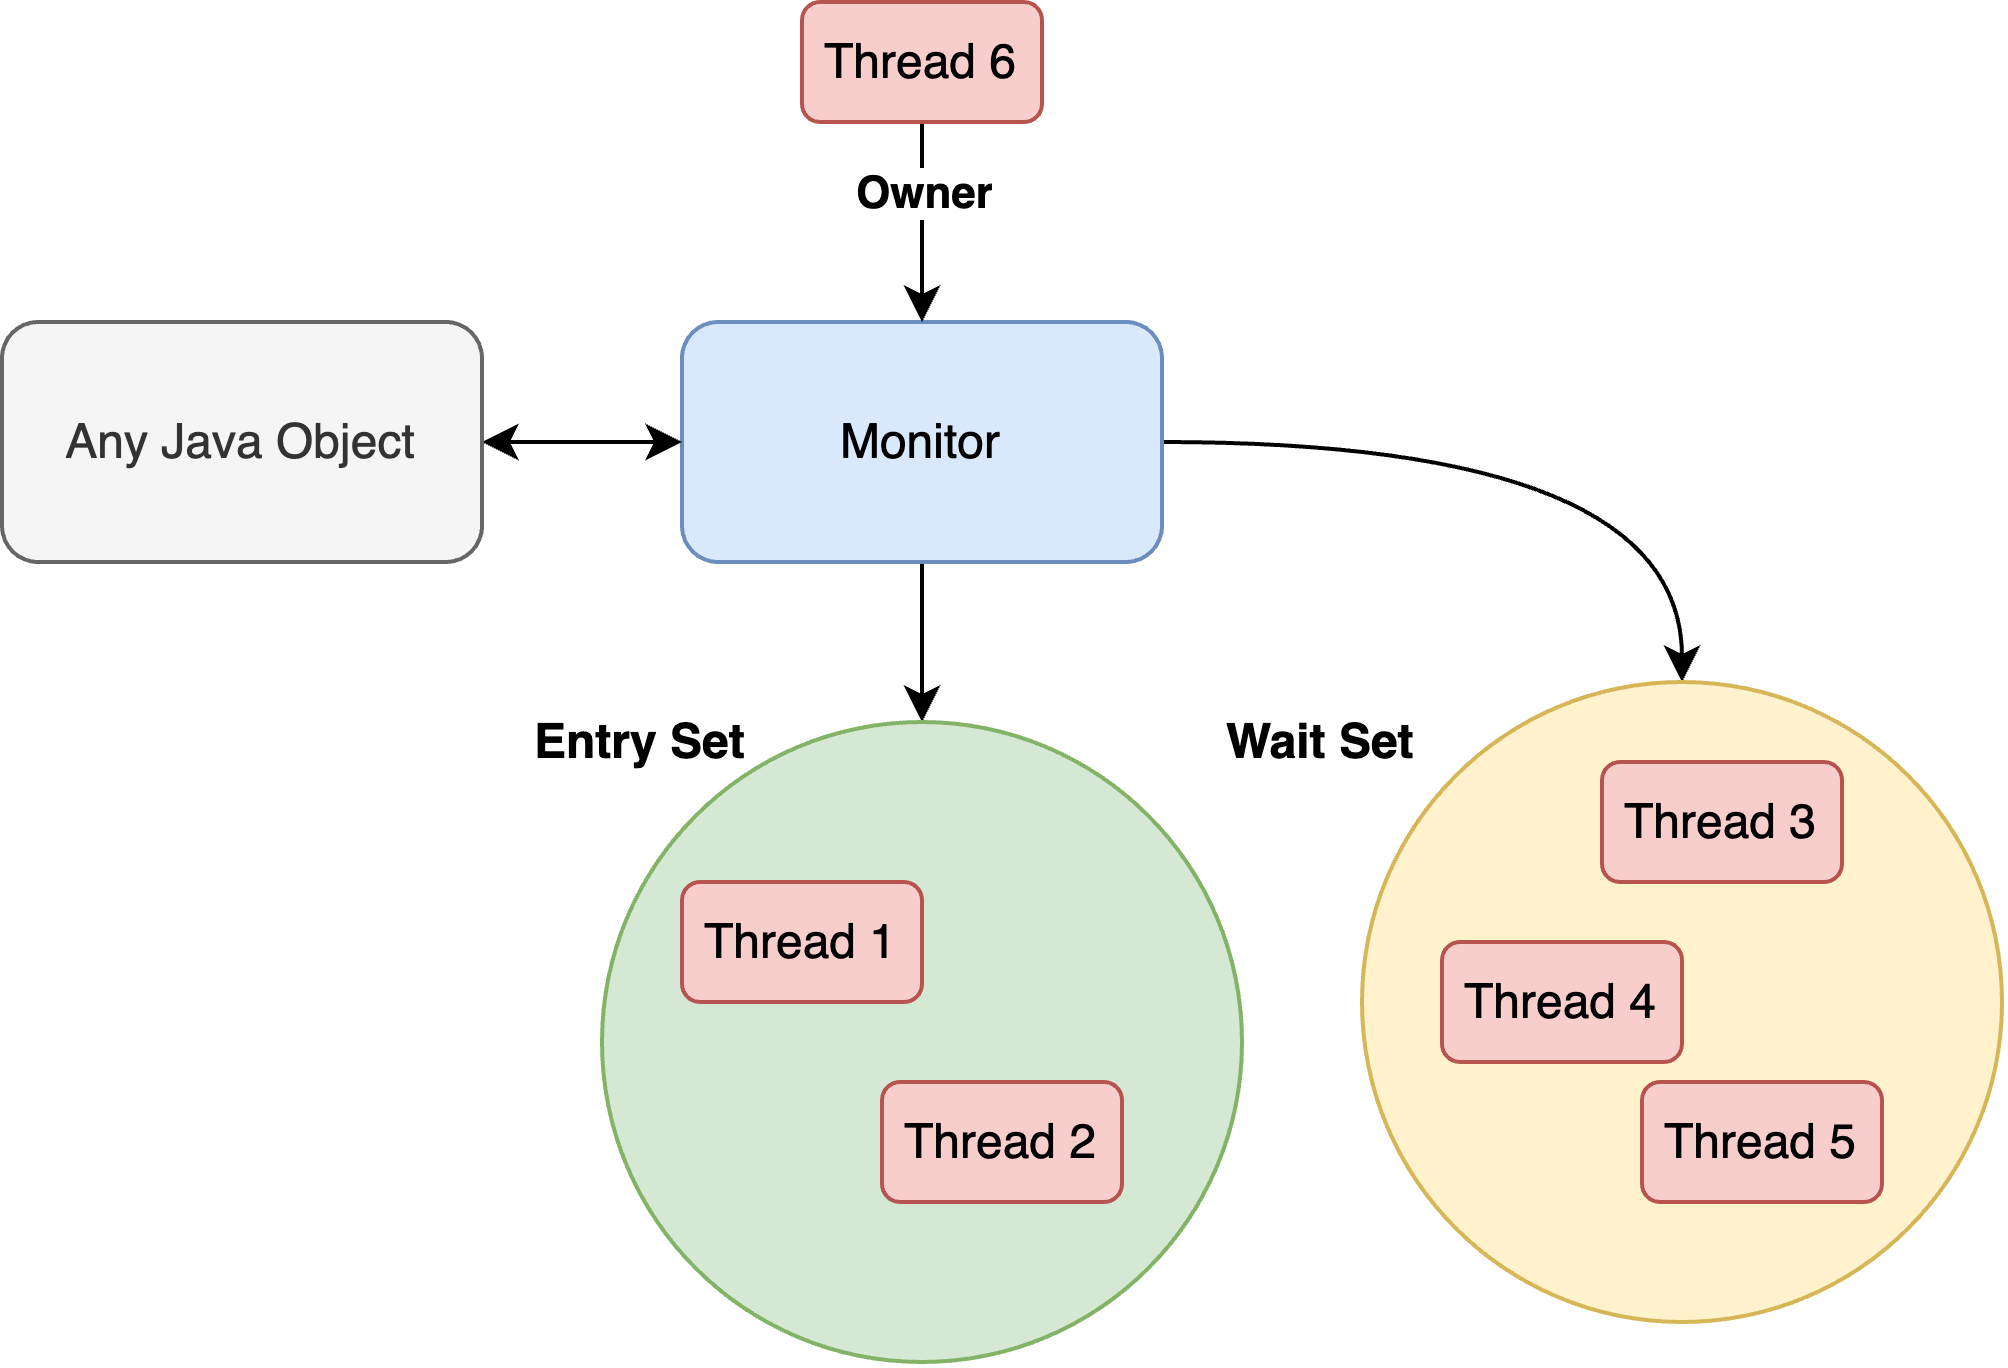 Thread 6
Owner
Any Java Object
Monitor
Entry Set
Wait Set
Thread 3
Thread 1
Thread 4
Thread 2
Thread 5